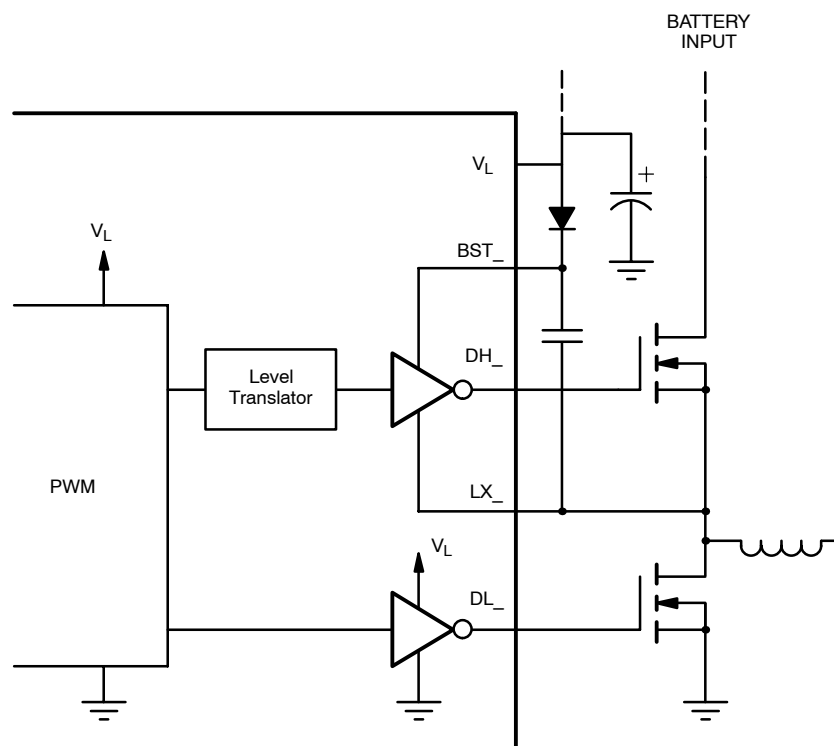 BATTERY
INPUT
V_L
+
V_L
BST_
DH_
Level
Translator
PWM
LX_
V_L
DL_